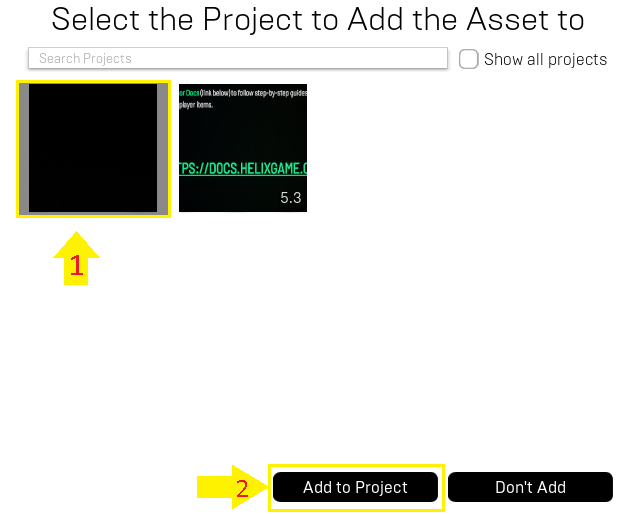 Select the Project to Add the Asset to
Search Projects
Show all projects
or Docs (link below) to follow step-by-step guides
player items.
TPS://DOCS.HELIXGAME.C
5.3
1
2
Add to Project
Don't Add